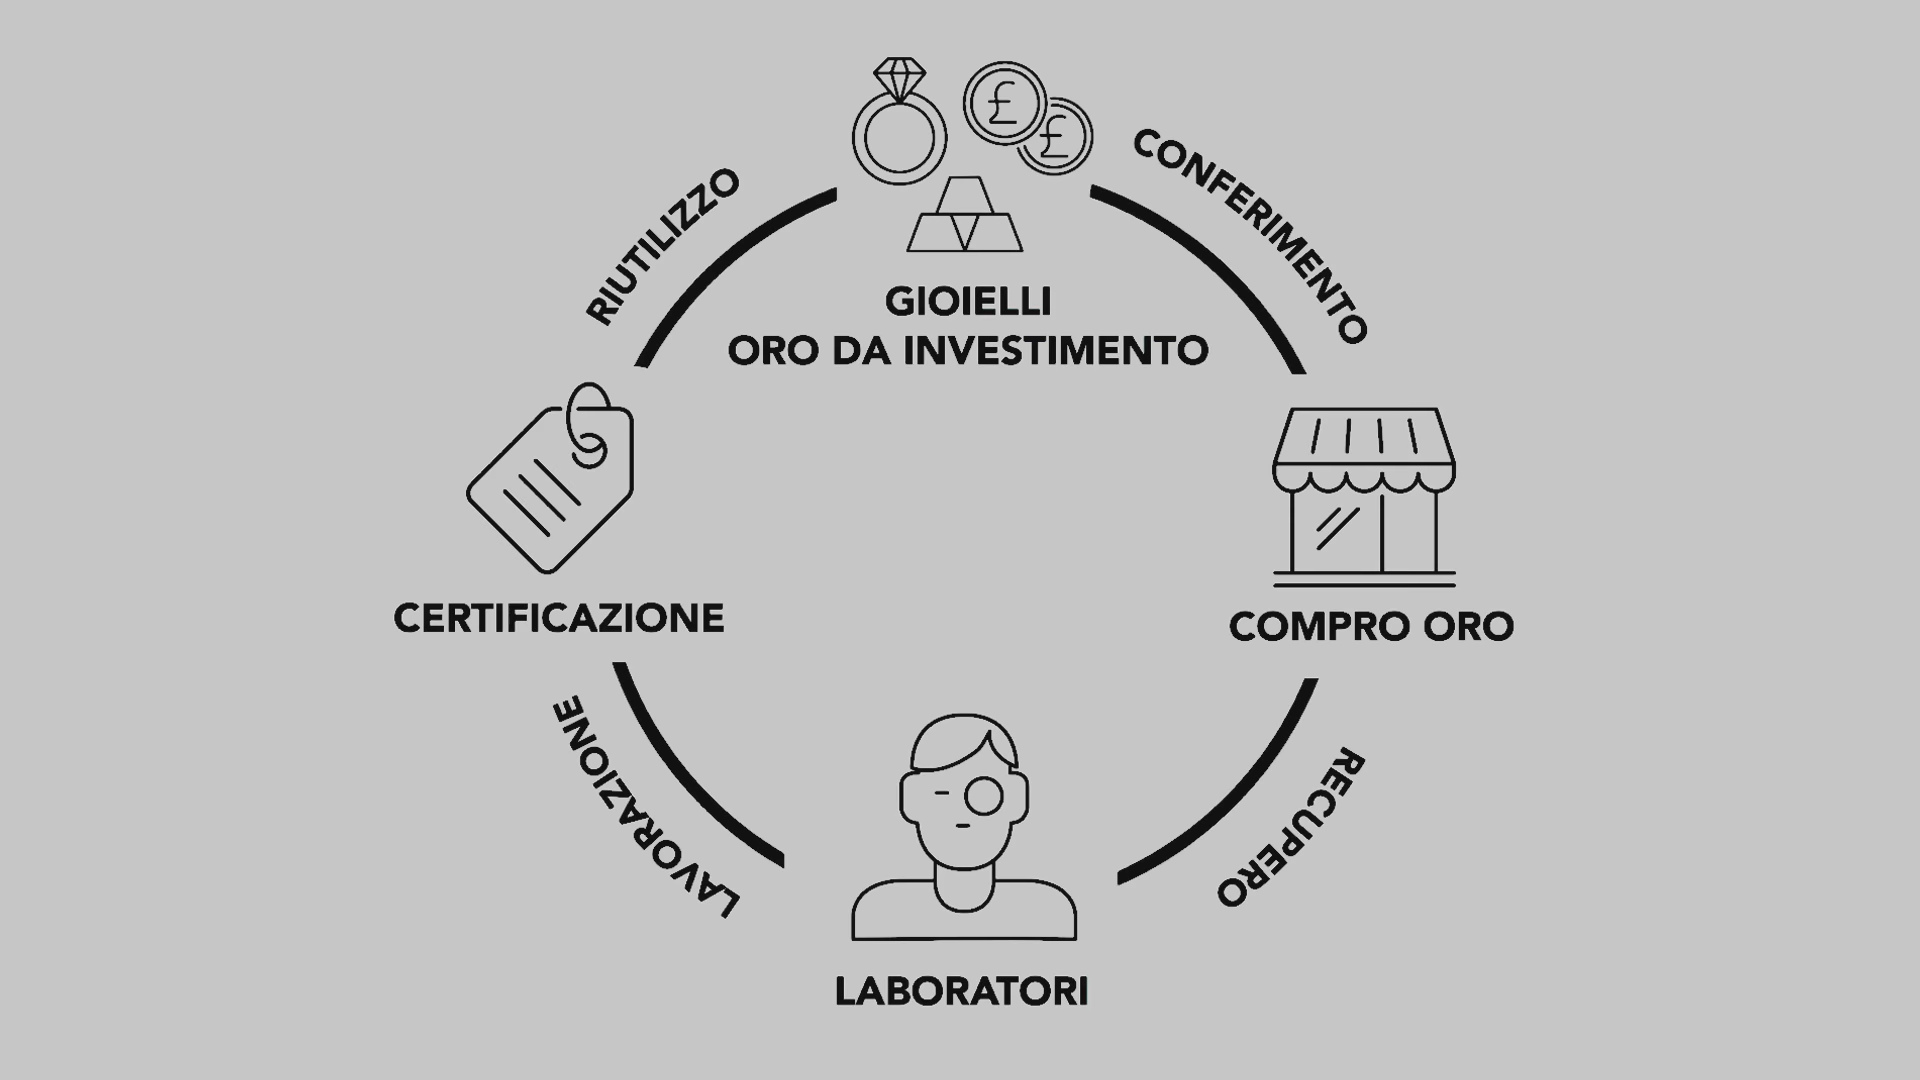 GIOIELLI
ORO DA INVESTIMENTO
CONFERIMENTO
COMPRO ORO
RECUPERO
LABORATORI
LAVORAZIONE
CERTIFICAZIONE
RIUTILIZZO
£
£